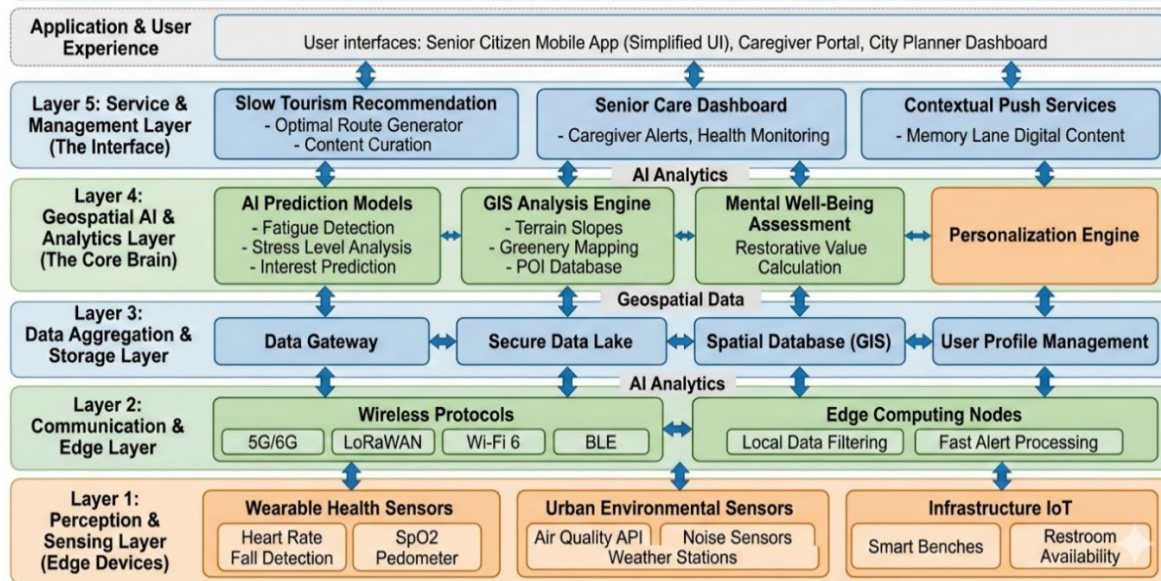 Application & User
Experience
User interfaces: Senior Citizen Mobile App (Simplified UI), Caregiver Portal, City Planner Dashboard
Layer 5: Service &
Management Layer
(The Interface)
Slow Tourism Recommendation
- Optimal Route Generator
- Content Curation
Senior Care Dashboard
- Caregiver Alerts, Health Monitoring
Contextual Push Services
- Memory Lane Digital Content
AI Analytics
Layer 4:
Geospatial AI &
Analytics Layer
(The Core Brain)
AI Prediction Models
- Fatigue Detection
- Stress Level Analysis
- Interest Prediction
GIS Analysis Engine
- Terrain Slopes
- Greenery Mapping
- POI Database
Mental Well-Being
Assessment
Restorative Value
Calculation
Personalization Engine
Geospatial Data
Layer 3:
Data Aggregation &
Storage Layer
Data Gateway
Secure Data Lake
Spatial Database (GIS)
User Profile Management
AI Analytics
Layer 2:
Communication &
Edge Layer
Wireless Protocols
5G/6G
LoRaWAN
Wi-Fi 6
BLE
Edge Computing Nodes
Local Data Filtering
Fast Alert Processing
Layer 1:
Perception &
Sensing Layer
(Edge Devices)
Wearable Health Sensors
Heart Rate
Fall Detection
SpO2
Pedometer
Urban Environmental Sensors
Air Quality API
Noise Sensors
Weather Stations
Infrastructure IoT
Smart Benches
Restroom
Availability